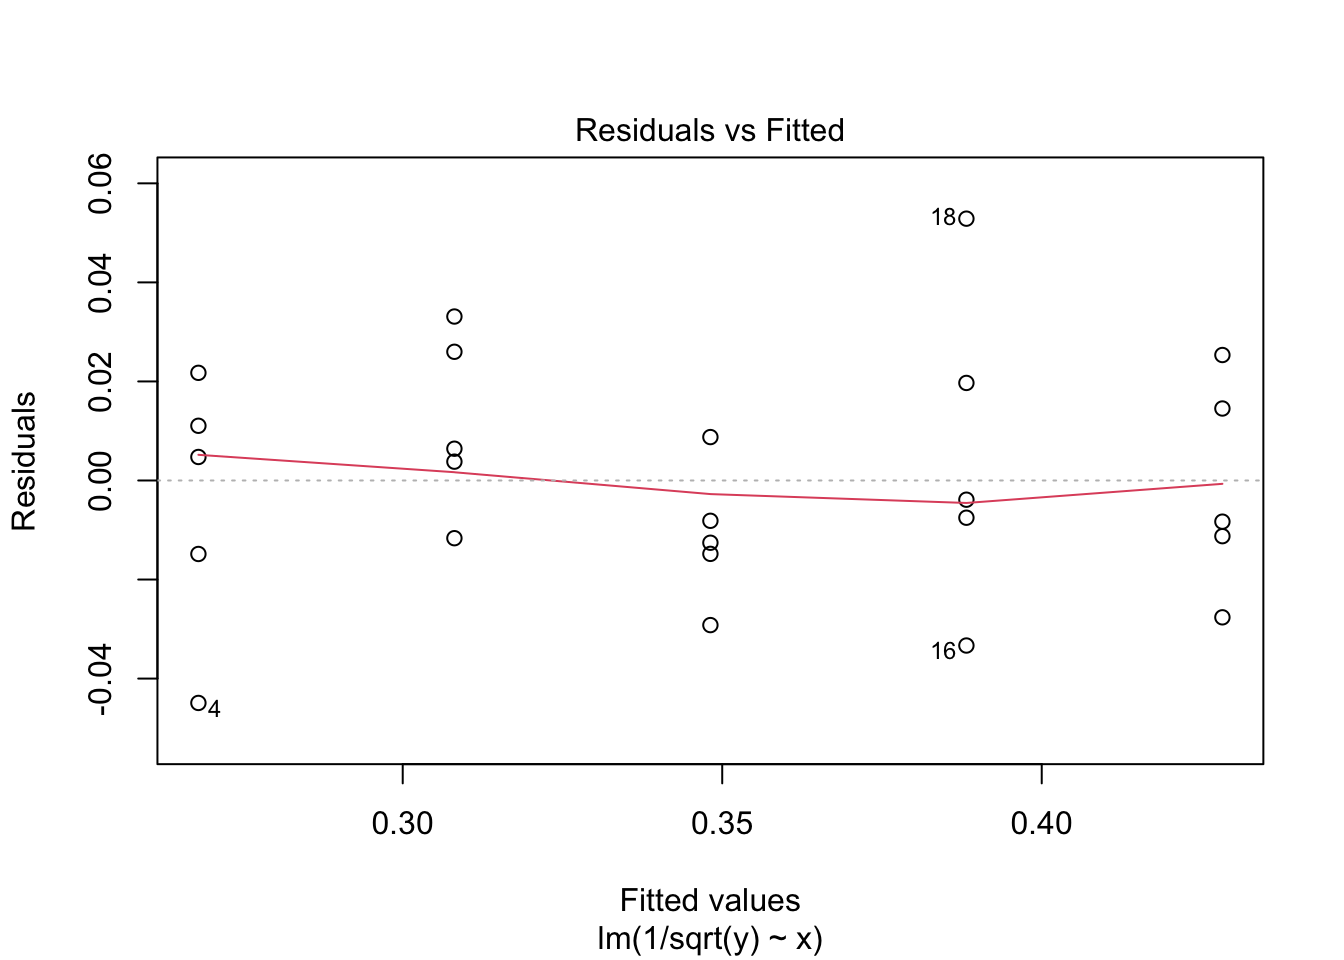 Residuals vs Fitted
Residuals
0.06
0.04
0.02
0.00
-0.04
18
16
4
0.30 0.35 0.40
Fitted values
lm(1/sqrt(y) ~ x)